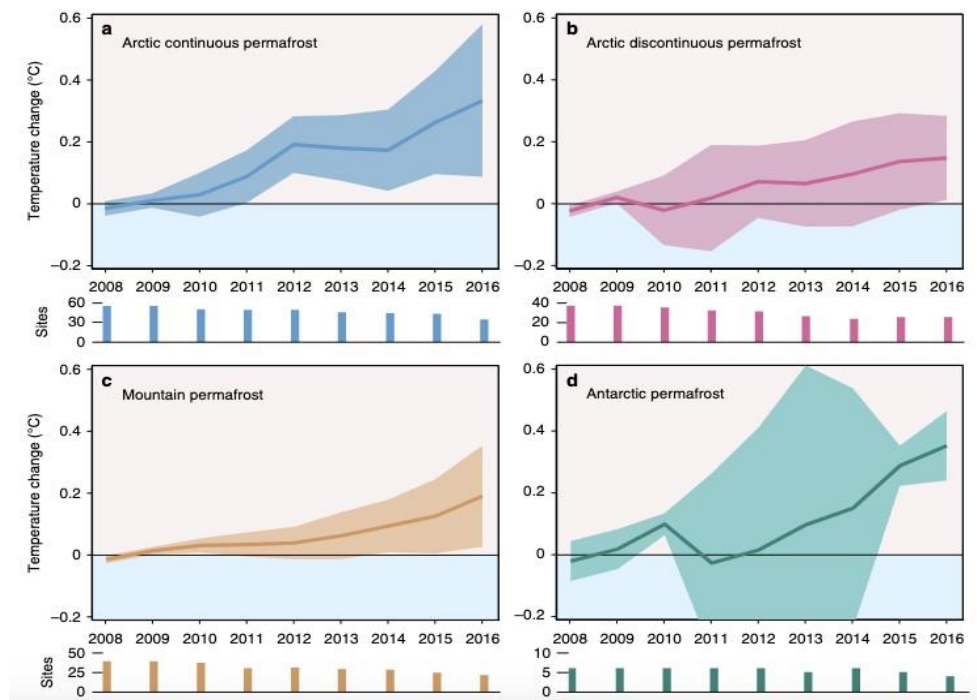 a
Arctic continuous permafrost
Temperature change (°C)
0.6
0.4
0.2
0
–0.2
2008 2009 2010 2011 2012 2013 2014 2015 2016
Sites
60
30
0
b
Arctic discontinuous permafrost
0.6
0.4
0.2
0
–0.2
2008 2009 2010 2011 2012 2013 2014 2015 2016
40
20
0
c
Mountain permafrost
Temperature change (°C)
0.6
0.4
0.2
0
–0.2
2008 2009 2010 2011 2012 2013 2014 2015 2016
Sites
50
25
0
d
Antarctic permafrost
0.6
0.4
0.2
0
–0.2
2008 2009 2010 2011 2012 2013 2014 2015 2016
10
5
0